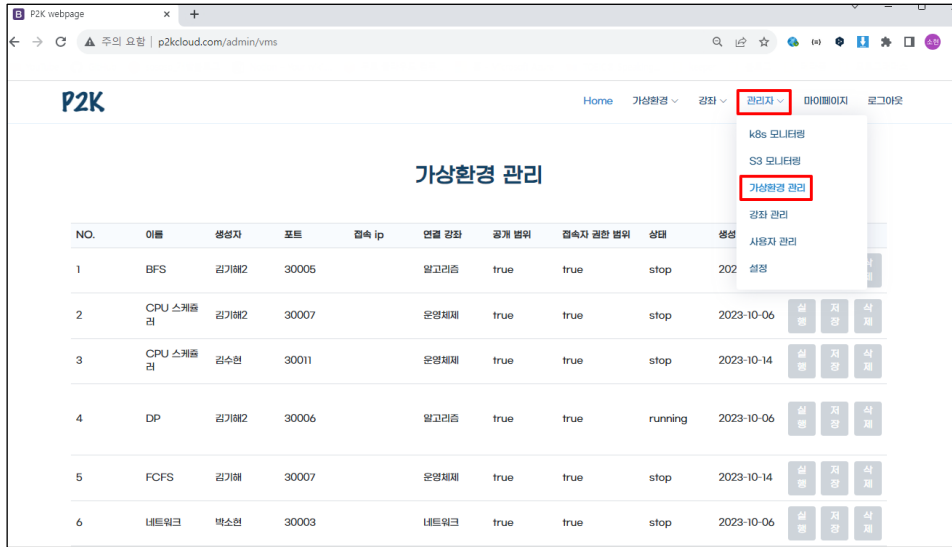 P2K webpage
주의 요함 | p2kcloud.com/admin/vms
소현
P2K
Home 가상환경 강좌 관리자 마이페이지 로그아웃
k8s 모니터링
S3 모니터링
가상환경 관리
강좌 관리
사용자 관리
설정
가상환경 관리
NO. 이름 생성자 포트 접속 ip 연결 강좌 공개 범위 접속자 권한 범위 상태 생성
1 BFS 김기해2 30005 알고리즘 true true stop 202 삭제
2 CPU 스케쥴러 김기해2 30007 운영체제 true true stop 2023-10-06 실행 저장 삭제
3 CPU 스케쥴러 김수현 30011 운영체제 true true stop 2023-10-14 실행 저장 삭제
4 DP 김기해2 30006 알고리즘 true true running 2023-10-06 실행 저장 삭제
5 FCFS 김기해 30007 운영체제 true true stop 2023-10-14 실행 저장 삭제
6 네트워크 박소현 30003 네트워크 true true stop 2023-10-06 실행 저장 삭제